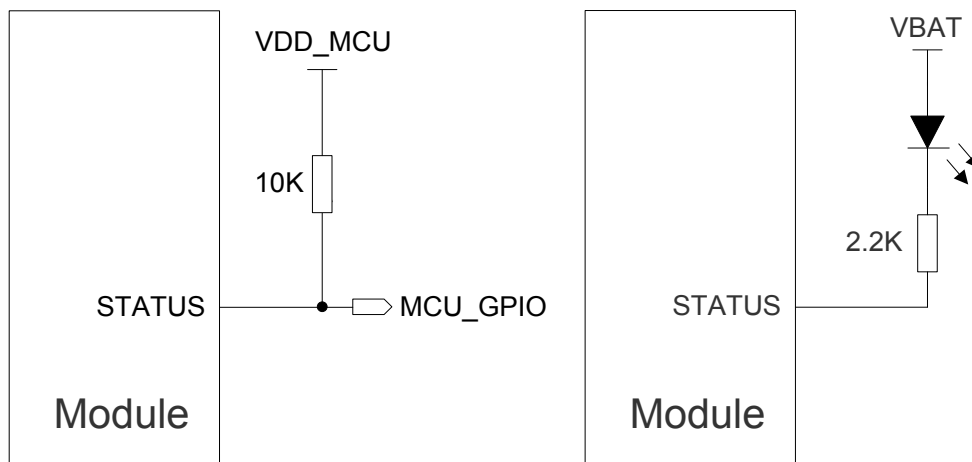 VDD_MCU
10K
STATUS
MCU_GPIO
Module
VBAT
2.2K
STATUS
Module